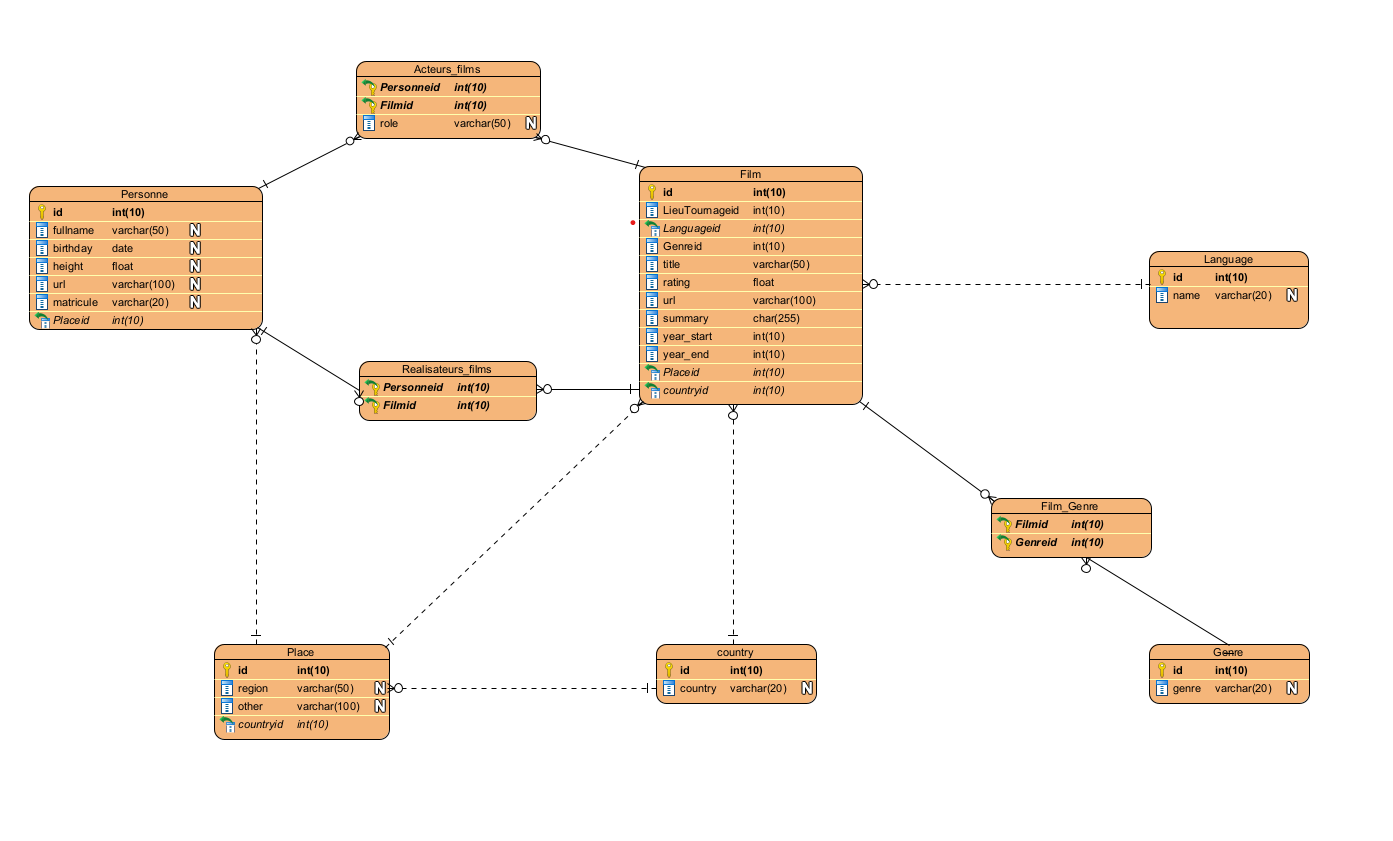 Acteurs_films
Personneid int(10)
Filmid int(10)
role varchar(50) N
Personne
id int(10)
fullname varchar(50) N
birthday date N
height float N
url varchar(100) N
matricule varchar(20) N
Placeid int(10)
Film
id int(10)
LieuTournageid int(10)
Languageid int(10)
Genreid int(10)
title varchar(50)
rating float
url varchar(100)
summary char(255)
year_start int(10)
year_end int(10)
Placeid int(10)
countryid int(10)
Language
id int(10)
name varchar(20) N
Realisateurs_films
Personneid int(10)
Filmid int(10)
Film_Genre
Filmid int(10)
Genreid int(10)
Place
id int(10)
region varchar(50) N
other varchar(100) N
countryid int(10)
country
id int(10)
country varchar(20) N
Genre
id int(10)
genre varchar(20) N